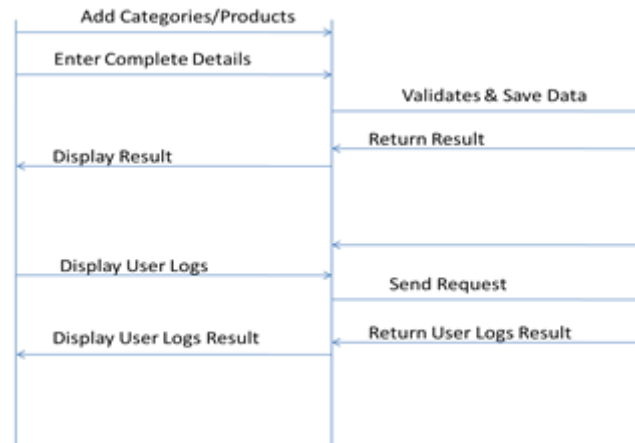 Add Categories/Products
Enter Complete Details
Validates & Save Data
Return Result
Display Result
Display User Logs
Send Request
Return User Logs Result
Display User Logs Result